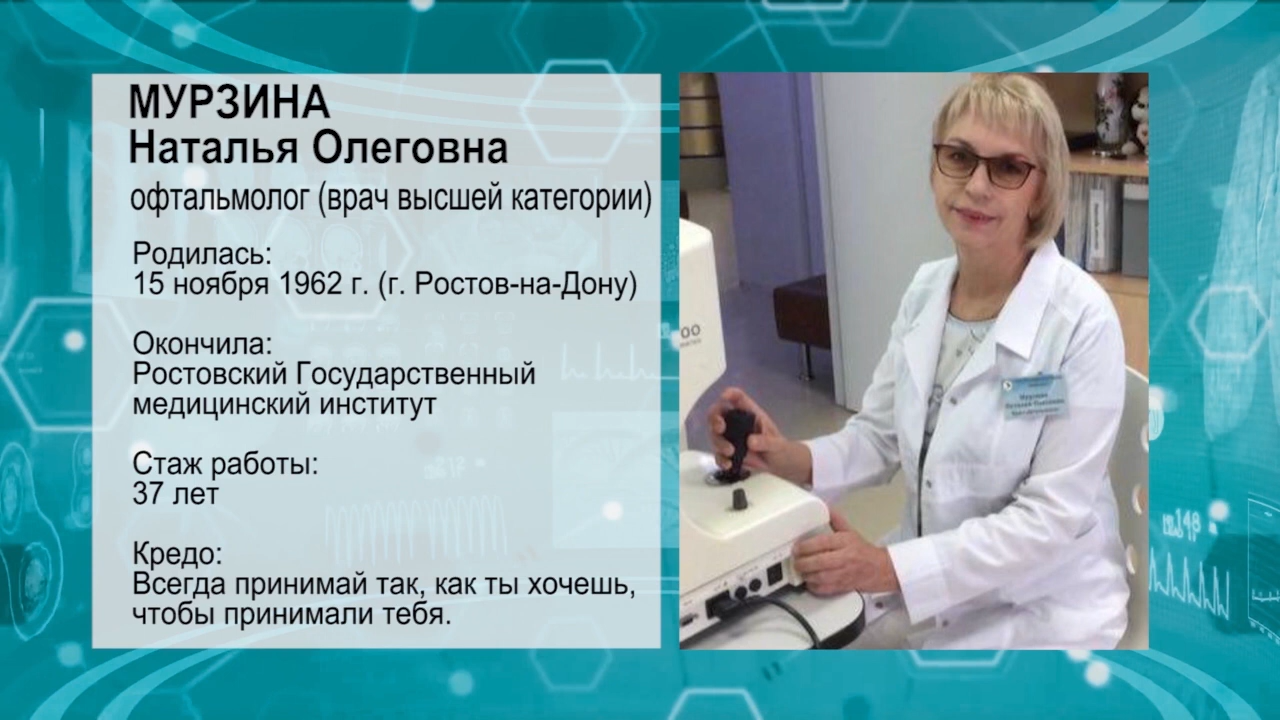 МУРЗИНА
Наталья Олеговна
офтальмолог (врач высшей категории)
Родилась:
15 ноября 1962 г. (г. Ростов-на-Дону)
Окончила:
Ростовский Государственный
медицинский институт
Стаж работы:
37 лет
Кредо:
Всегда принимай так, как ты хочешь,
чтобы принимали тебя.
148